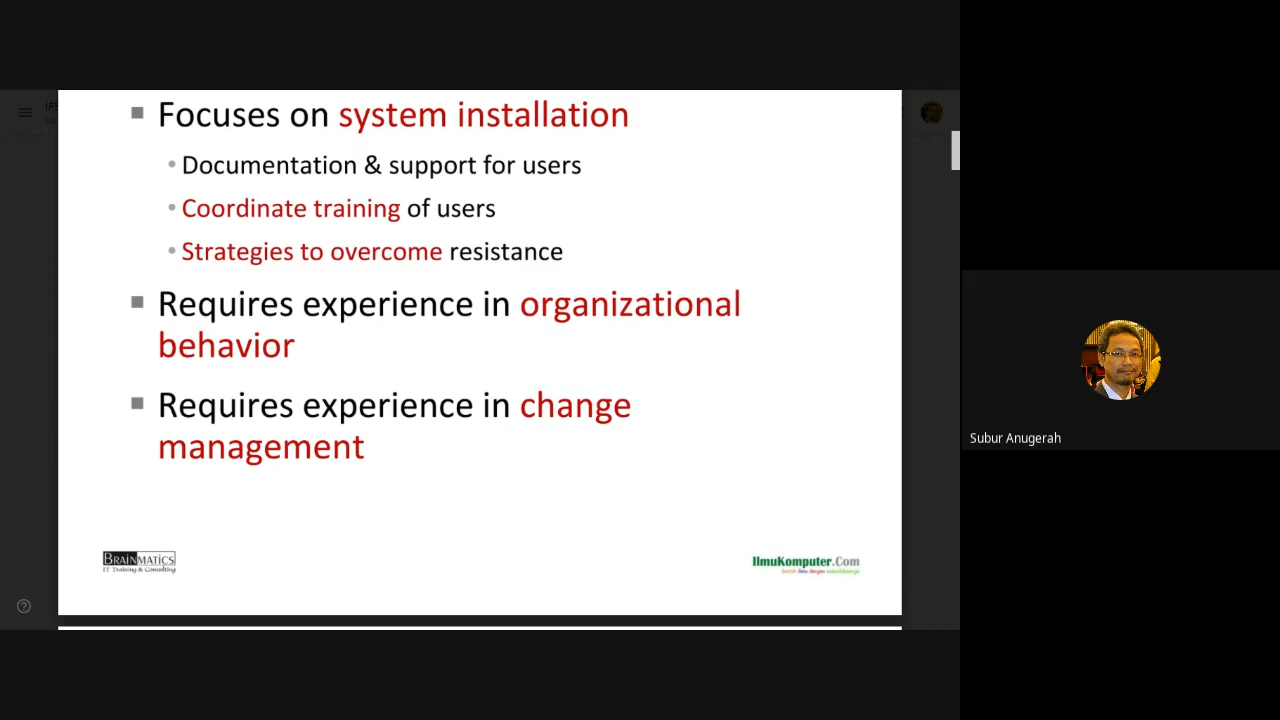 Focuses on system installation
Documentation & support for users
Coordinate training of users
Strategies to overcome resistance
Requires experience in organizational
behavior
Requires experience in change
management
BRAINMATICS
IT Training & Consulting
IlmuKomputer.Com
Subur Anugerah